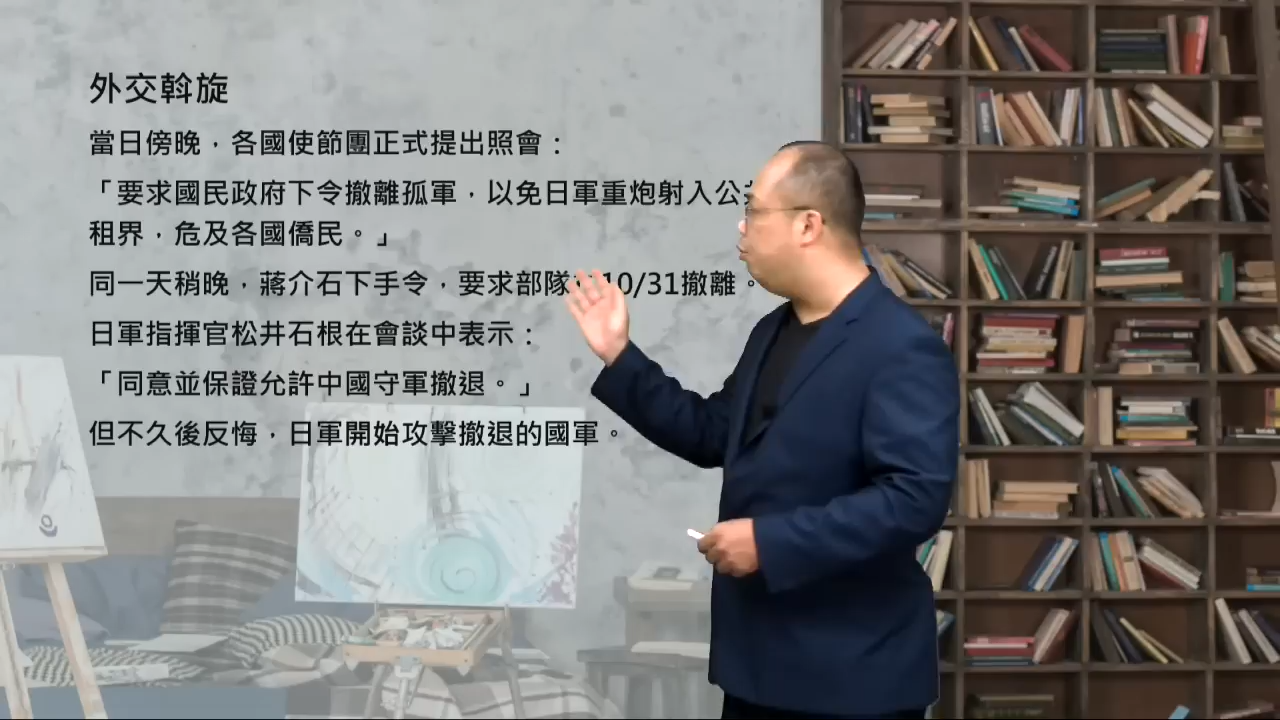 外交斡旋
當日傍晚，各國使節團正式提出照會：
「要求國民政府下令撤離孤軍，以免日軍重炮射入公
租界，危及各國僑民。」
同一天稍晚，蔣介石下手令，要求部隊 10/31撤離。
日軍指揮官松井石根在會談中表示：
「同意並保證允許中國守軍撤退。」
但不久後反悔，日軍開始攻擊撤退的國軍。